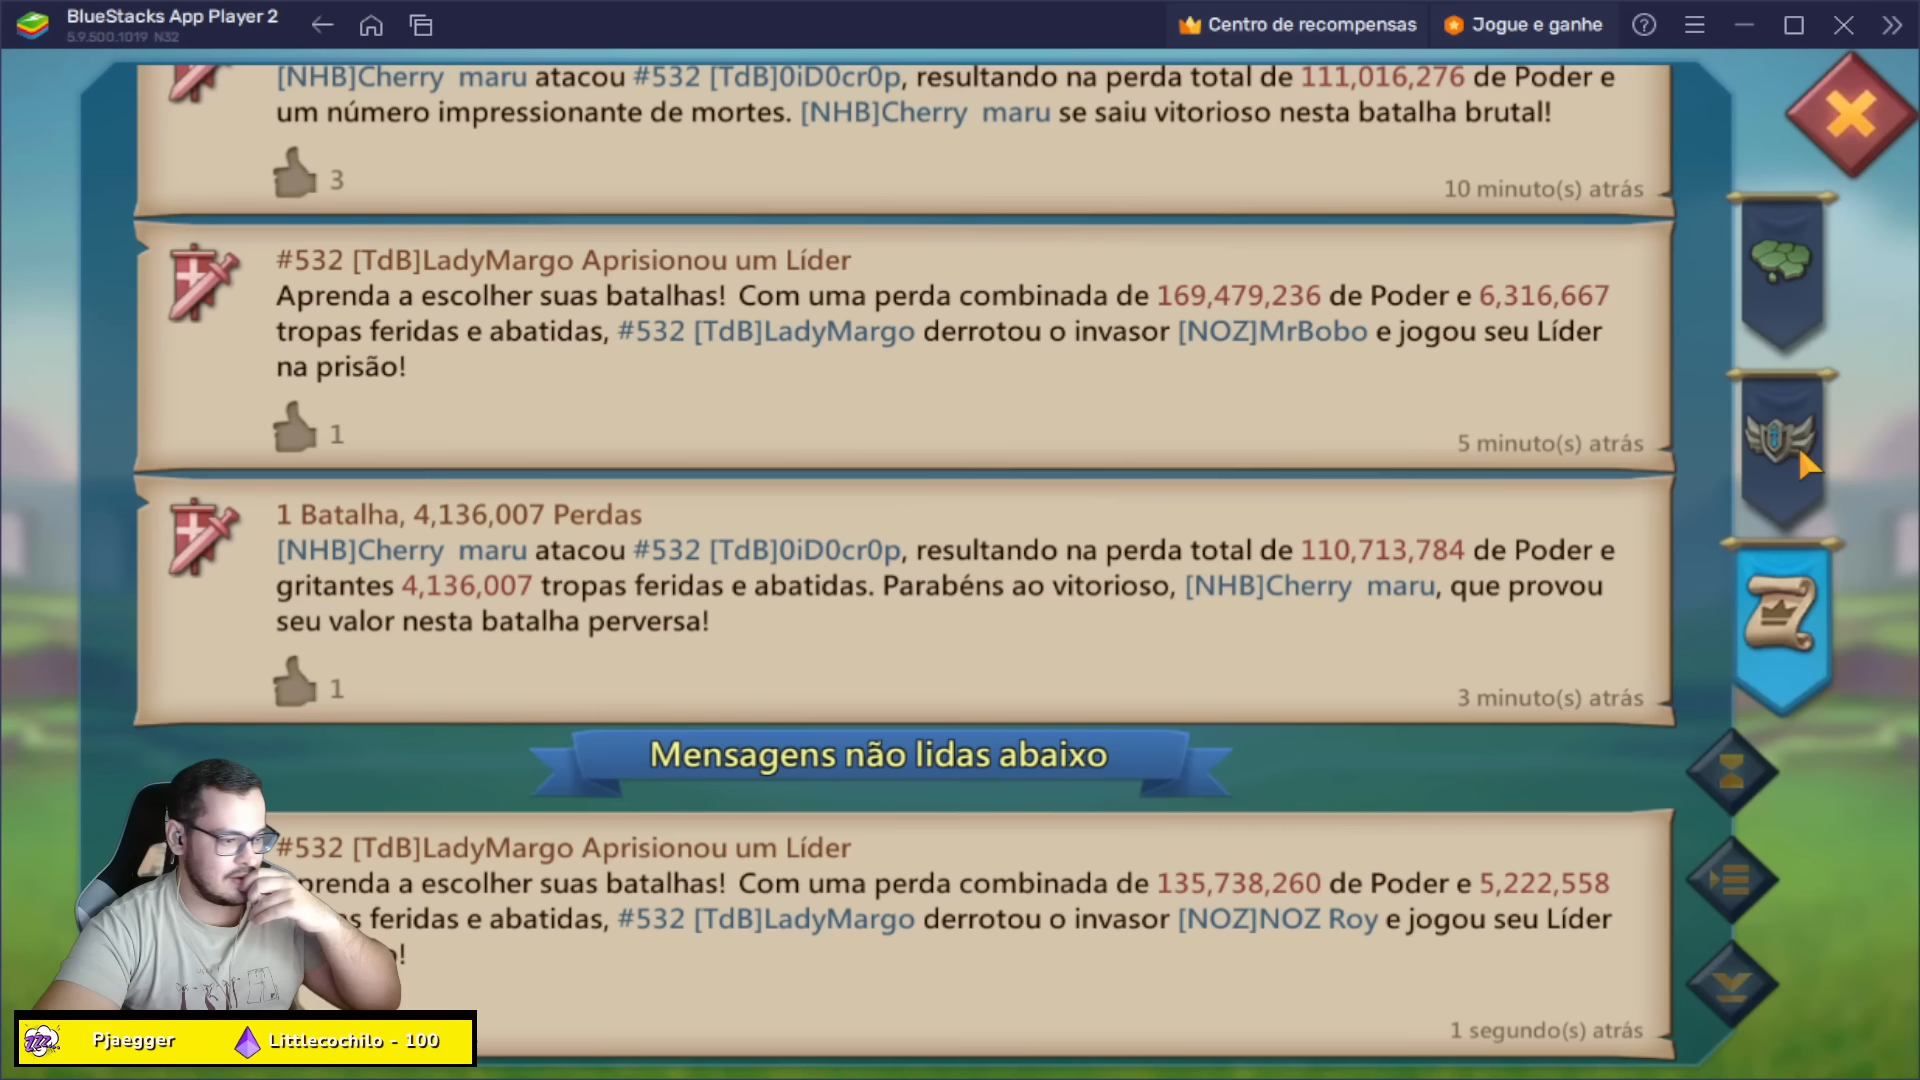 BlueStacks App Player 2
5.9.500.1019 N32
Centro de recompensas
Jogue e ganhe
[NHB]Cherry maru atacou #532 [TdB]0iD0cr0p, resultando na perda total de 111,016,276 de Poder e
um número impressionante de mortes. [NHB]Cherry maru se saiu vitorioso nesta batalha brutal!
3
10 minuto(s) atrás
#532 [TdB]LadyMargo Aprisionou um Líder
Aprenda a escolher suas batalhas! Com uma perda combinada de 169,479,236 de Poder e 6,316,667
tropas feridas e abatidas, #532 [TdB]LadyMargo derrotou o invasor [NOZ]MrBobo e jogou seu Líder
na prisão!
1
5 minuto(s) atrás
1 Batalha, 4,136,007 Perdas
[NHB]Cherry maru atacou #532 [TdB]0iD0cr0p, resultando na perda total de 110,713,784 de Poder e
gritantes 4,136,007 tropas feridas e abatidas. Parabéns ao vitorioso, [NHB]Cherry maru, que provou
seu valor nesta batalha perversa!
1
3 minuto(s) atrás
Mensagens não lidas abaixo
#532 [TdB]LadyMargo Aprisionou um Líder
prenda a escolher suas batalhas! Com uma perda combinada de 135,738,260 de Poder e 5,222,558
s feridas e abatidas, #532 [TdB]LadyMargo derrotou o invasor [NOZ]NOZ Roy e jogou seu Líder
!
1 segundo(s) atrás
zzz Pjaegger Littlecochilo - 100